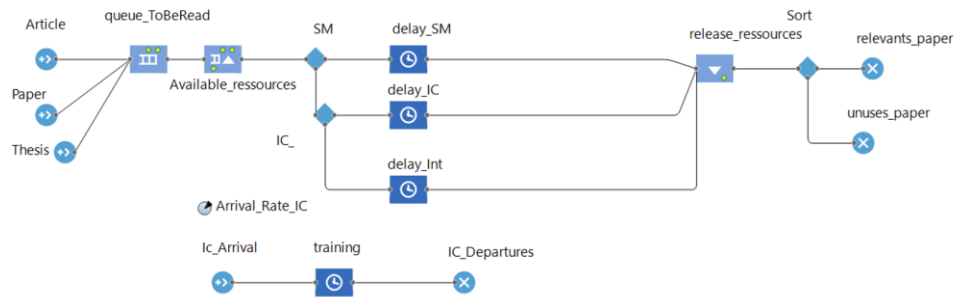 Article
queue_ToBeRead
SM
delay_SM
Sort
release_ressources
relevants_paper
Available_ressources
Paper
delay_IC
unuses_paper
IC_
Thesis
delay_Int
Arrival_Rate_IC
Ic_Arrival
training
IC_Departures